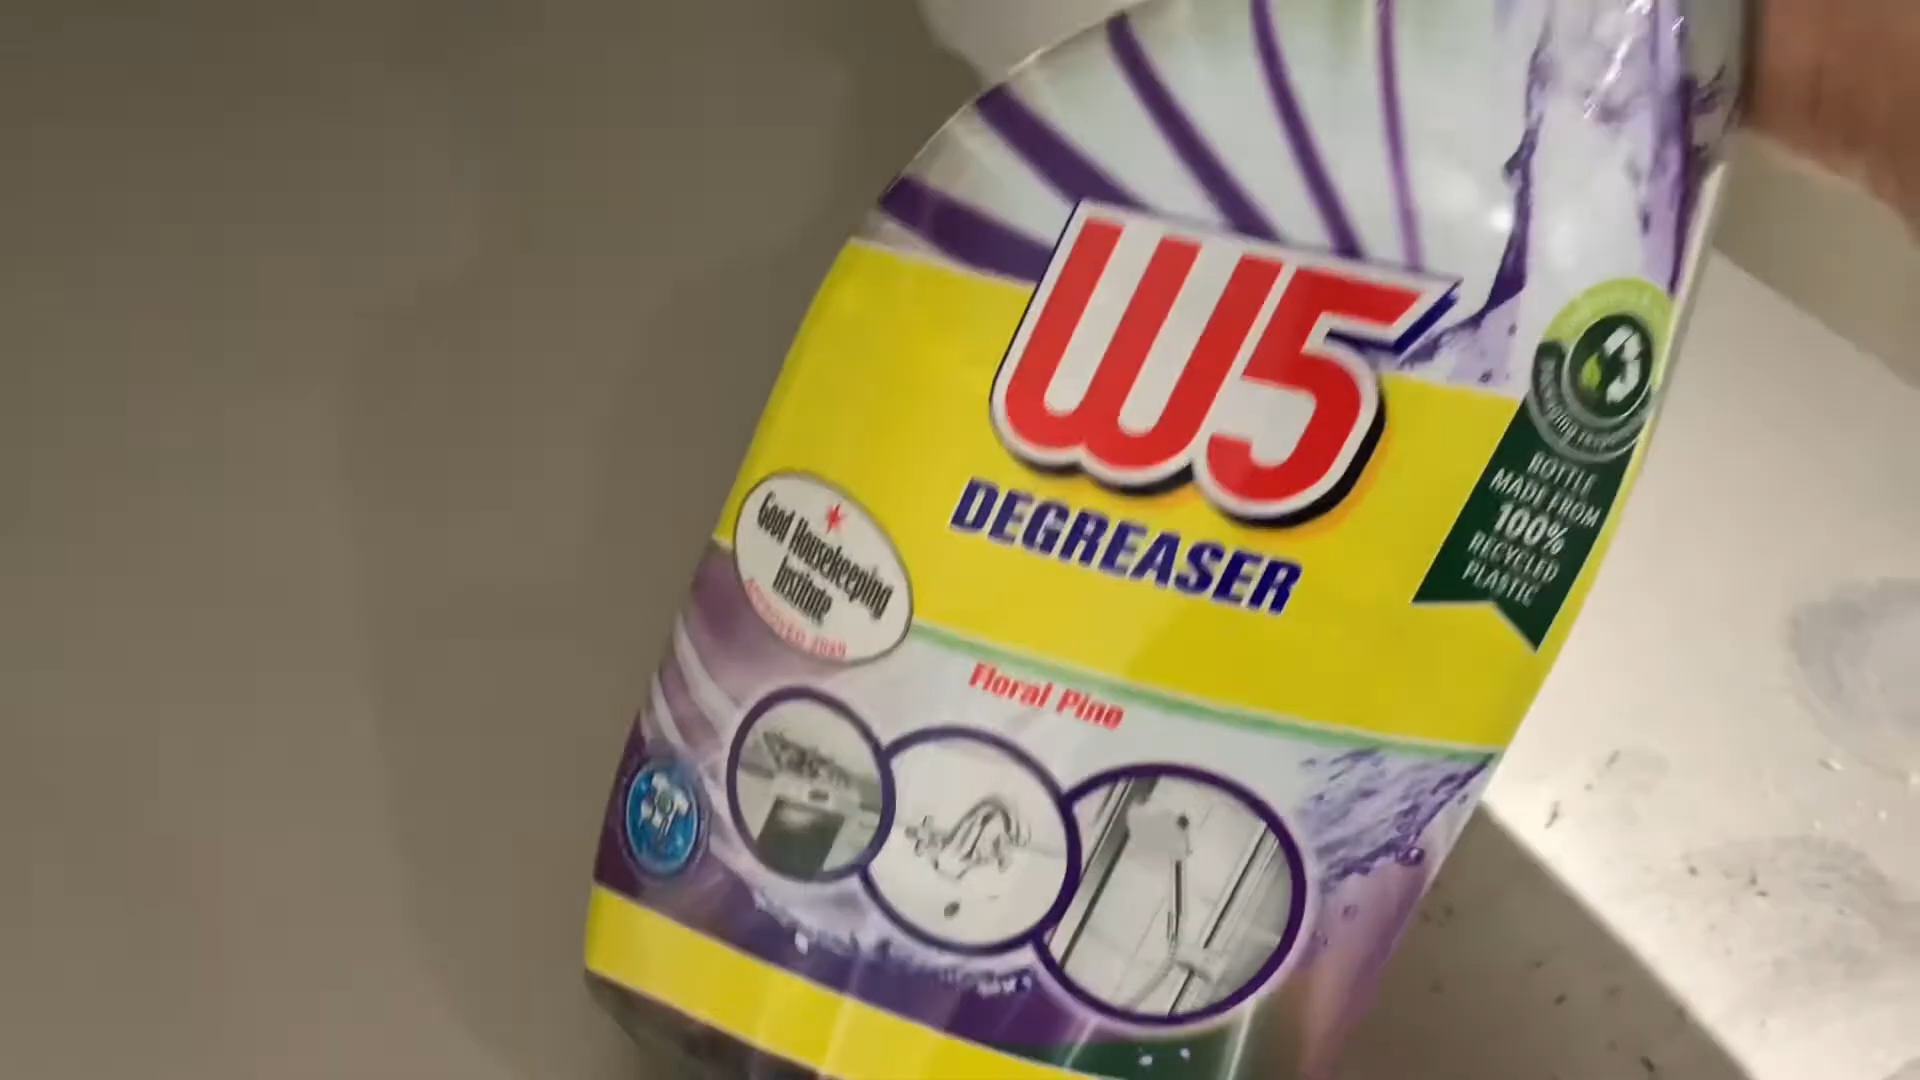 W5
DEGREASER
Good Housekeeping
Institute
Floral Pine
BOTTLE
MADE FROM
100%
RECYCLED
PLASTIC